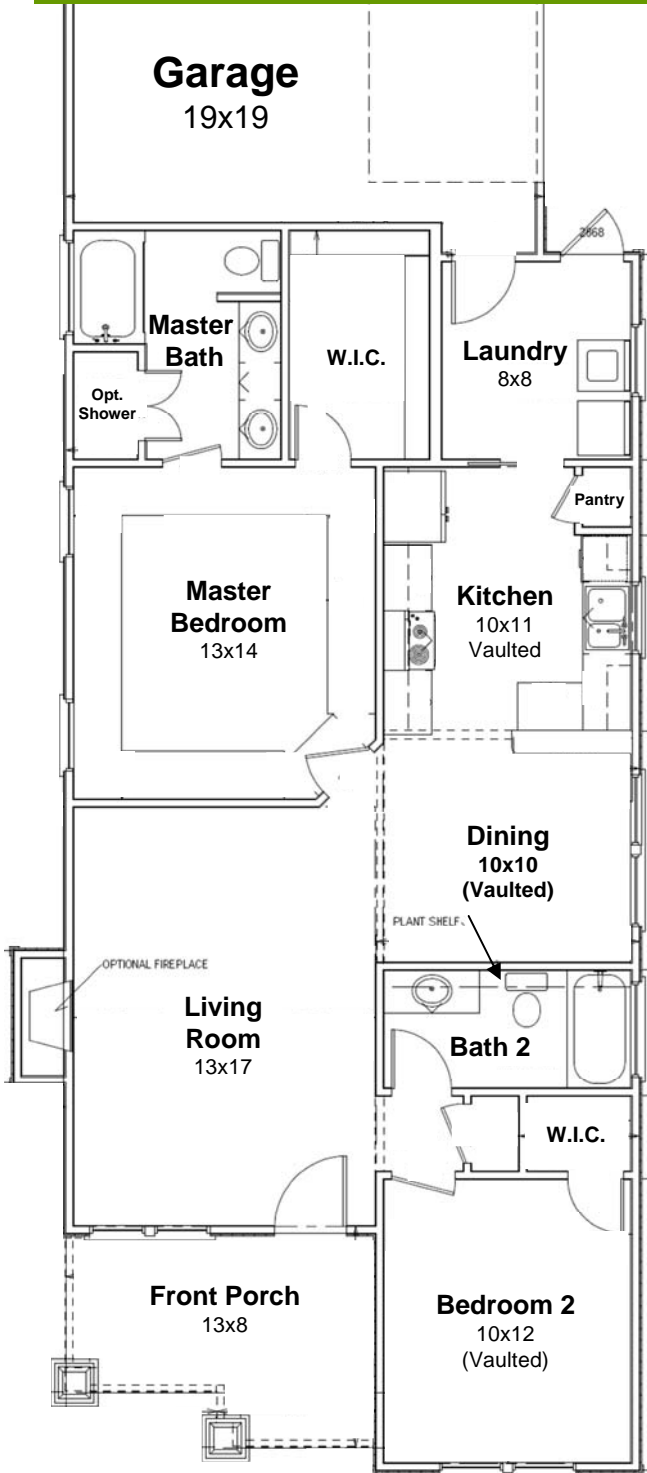 Garage
19x19
2868
Master
Bath
W.I.C.
Laundry
8x8
Opt.
Shower
Pantry
Master
Bedroom
13x14
Kitchen
10x11
Vaulted
Dining
10x10
(Vaulted)
PLANT SHELF
OPTIONAL FIREPLACE
Living
Room
13x17
Bath 2
W.I.C.
Front Porch
13x8
Bedroom 2
10x12
(Vaulted)